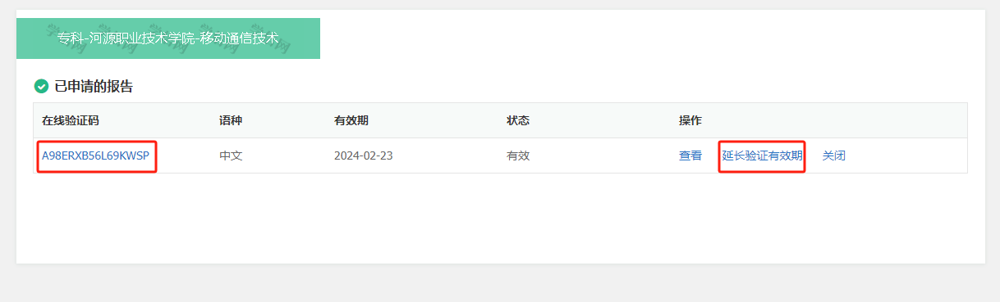 专科-河源职业技术学院-移动通信技术
已申请的报告
在线验证码 语种 有效期 状态 操作
A98ERXB56L69KWSP 中文 2024-02-23 有效 查看 延长验证有效期 关闭